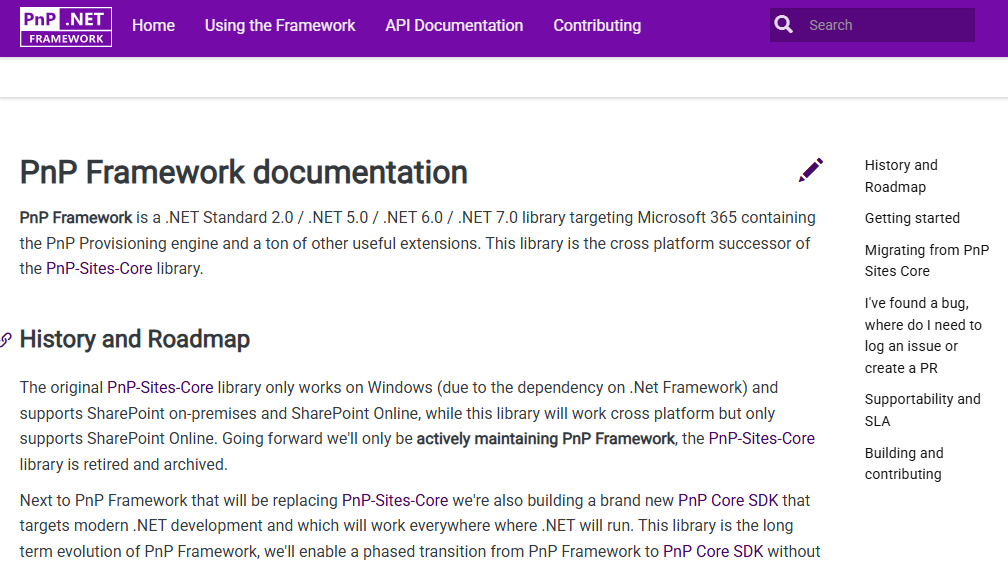 PnP .NET
FRAMEWORK
Home Using the Framework API Documentation Contributing Search
PnP Framework documentation
PnP Framework is a .NET Standard 2.0 / .NET 5.0 / .NET 6.0 / .NET 7.0 library targeting Microsoft 365 containing
the PnP Provisioning engine and a ton of other useful extensions. This library is the cross platform successor of
the PnP-Sites-Core library.
History and Roadmap
The original PnP-Sites-Core library only works on Windows (due to the dependency on .Net Framework) and
supports SharePoint on-premises and SharePoint Online, while this library will work cross platform but only
supports SharePoint Online. Going forward we'll only be actively maintaining PnP Framework, the PnP-Sites-Core
library is retired and archived.
Next to PnP Framework that will be replacing PnP-Sites-Core we're also building a brand new PnP Core SDK that
targets modern .NET development and which will work everywhere where .NET will run. This library is the long
term evolution of PnP Framework, we'll enable a phased transition from PnP Framework to PnP Core SDK without
History and
Roadmap
Getting started
Migrating from PnP
Sites Core
I've found a bug,
where do I need to
log an issue or
create a PR
Supportability and
SLA
Building and
contributing